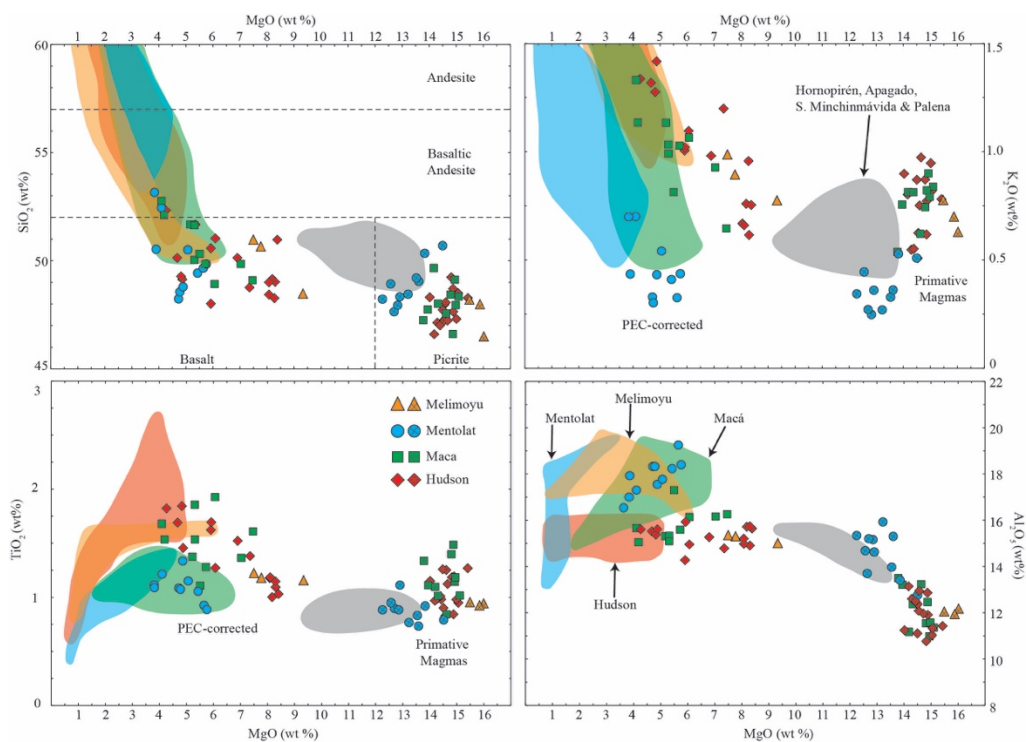 MgO (wt %)
MgO (wt %)
1 2 3 4 5 6 7 8 9 10 11 12 13 14 15 16
1 2 3 4 5 6 7 8 9 10 11 12 13 14 15 16
60
55
50
45
SiO2 (wt%)
Andesite
Basaltic
Andesite
Basalt
Picrite
1.5
1.0
0.5
0
K2O (wt%)
Hornopirén, Apagado,
S. Minchinmávida & Palena
PEC-corrected
Primative
Magmas
3
2
1
0
TiO2 (wt%)
Melimoyu
Mentolat
Maca
Hudson
PEC-corrected
Primative
Magmas
22
20
18
16
14
12
10
8
Al2O3 (wt%)
Mentolat
Melimoyu
Macá
Hudson
1 2 3 4 5 6 7 8 9 10 11 12 13 14 15 16
1 2 3 4 5 6 7 8 9 10 11 12 13 14 15 16
MgO (wt %)
MgO (wt %)